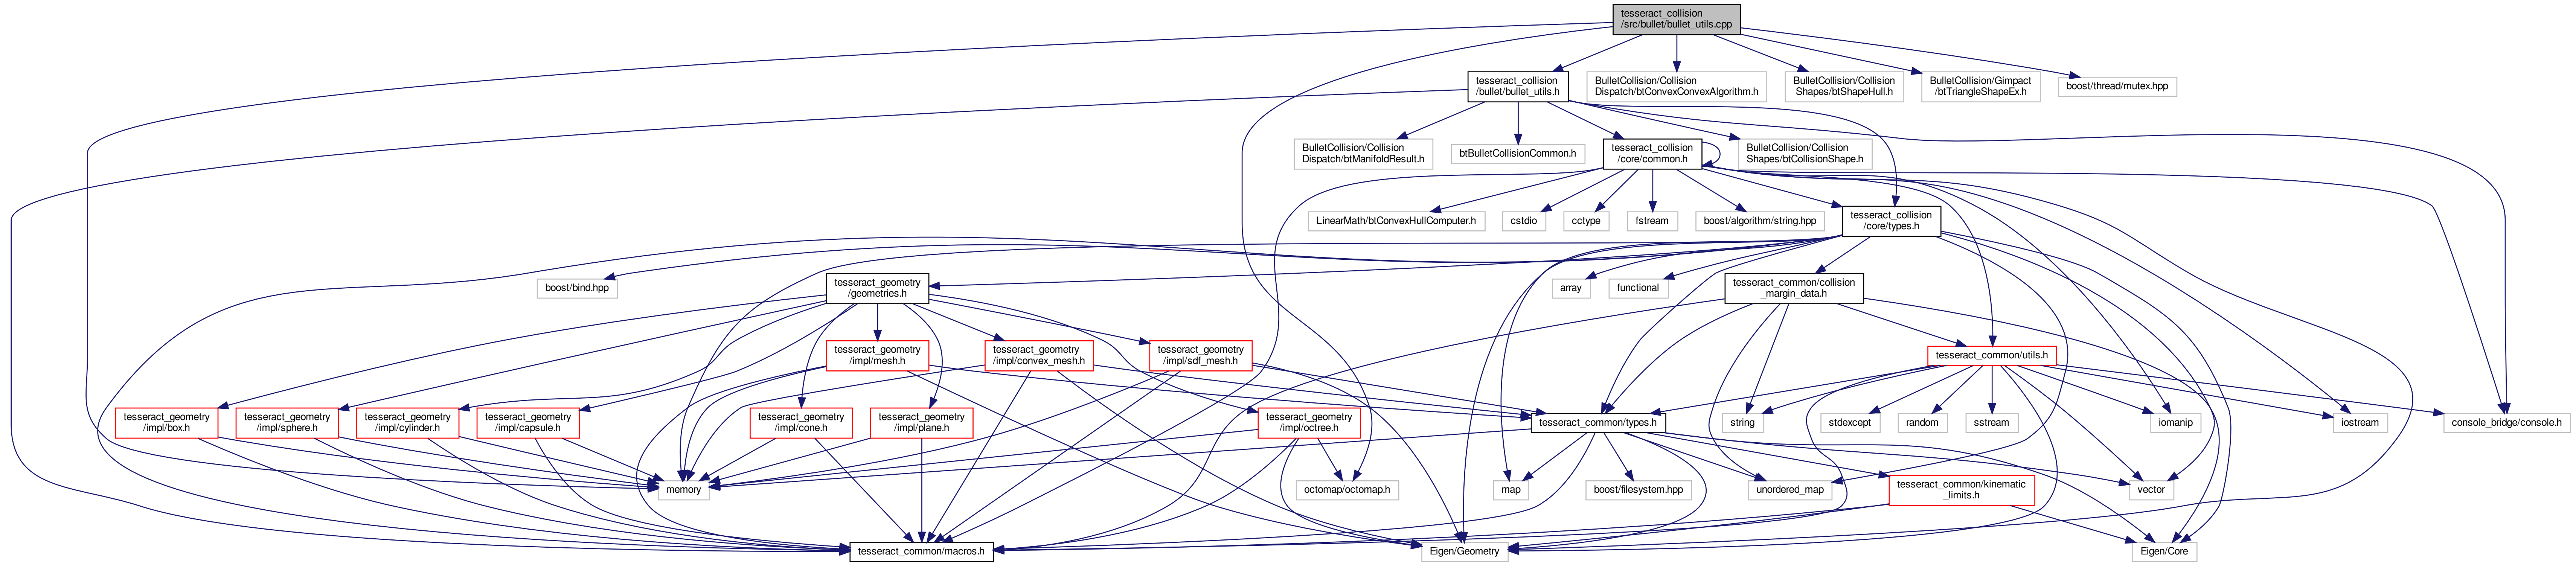 tesseract_collision
/src/bullet/bullet_utils.cpp
tesseract_collision
/bullet/bullet_utils.h
BulletCollision/Collision
Dispatch/btConvexConvexAlgorithm.h
BulletCollision/Collision
Shapes/btShapeHull.h
BulletCollision/Gimpact
/btTriangleShapeEx.h
boost/thread/mutex.hpp
BulletCollision/Collision
Dispatch/btManifoldResult.h
btBulletCollisionCommon.h
tesseract_collision
/core/common.h
BulletCollision/Collision
Shapes/btCollisionShape.h
LinearMath/btConvexHullComputer.h
cstdio
cctype
fstream
boost/algorithm/string.hpp
tesseract_collision
/core/types.h
boost/bind.hpp
tesseract_geometry
/geometries.h
array
functional
tesseract_common/collision
_margin_data.h
tesseract_geometry
/impl/mesh.h
tesseract_geometry
/impl/convex_mesh.h
tesseract_geometry
/impl/sdf_mesh.h
tesseract_common/utils.h
tesseract_geometry
/impl/box.h
tesseract_geometry
/impl/sphere.h
tesseract_geometry
/impl/cylinder.h
tesseract_geometry
/impl/capsule.h
tesseract_geometry
/impl/cone.h
tesseract_geometry
/impl/plane.h
tesseract_geometry
/impl/octree.h
tesseract_common/types.h
string
stdexcept
random
sstream
iomanip
iostream
console_bridge/console.h
memory
octomap/octomap.h
map
boost/filesystem.hpp
unordered_map
tesseract_common/kinematic
_limits.h
vector
tesseract_common/macros.h
Eigen/Geometry
Eigen/Core